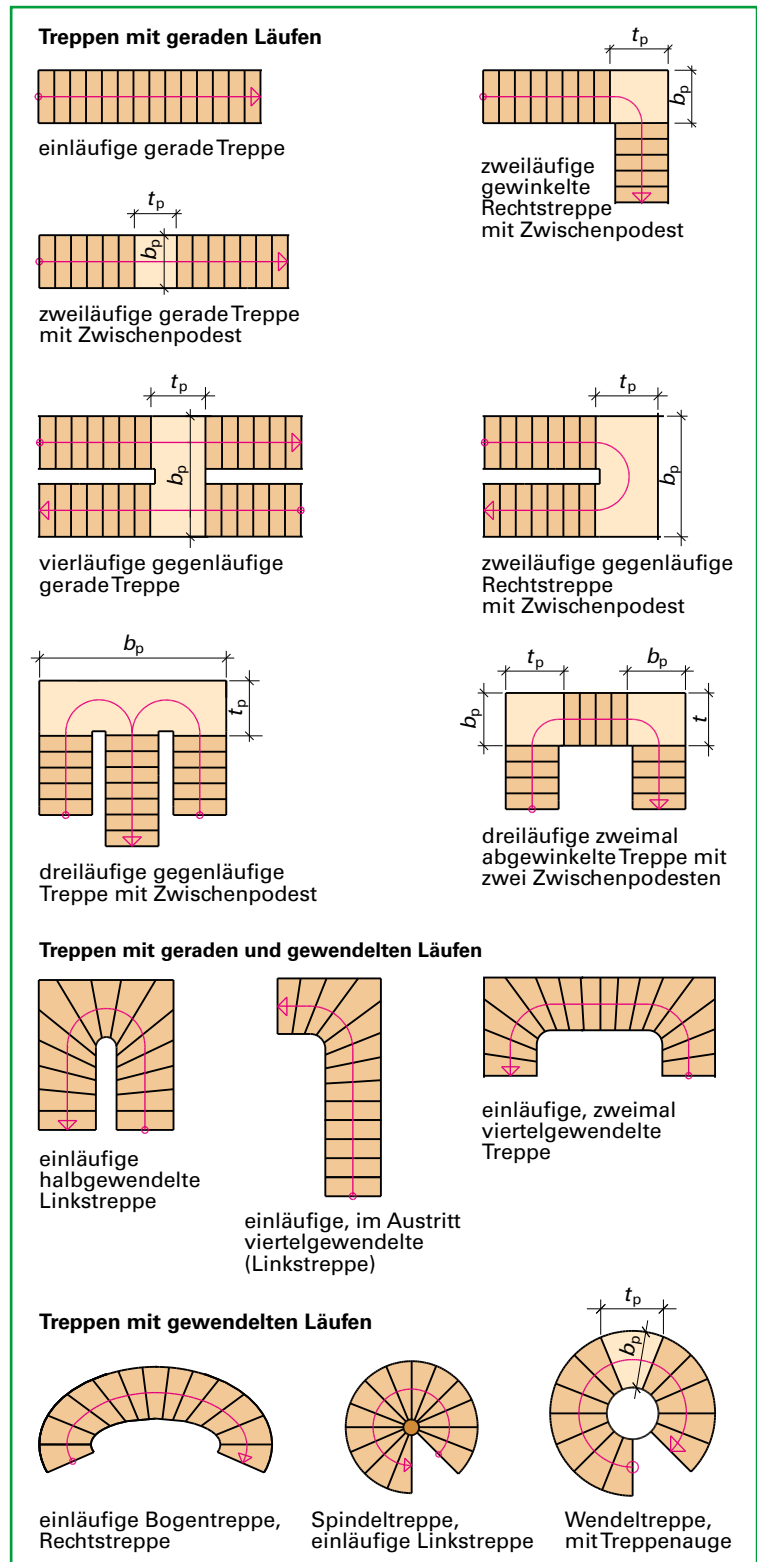 Treppen mit geraden Läufen
einläufige gerade Treppe
tp
bp
zweiläufige
gewinkelte
Rechtstreppe
mit Zwischenpodest
tp
bp
zweiläufige gerade Treppe
mit Zwischenpodest
tp
bp
vierläufige gegenläufige
gerade Treppe
tp
bp
zweiläufige gegenläufige
Rechtstreppe
mit Zwischenpodest
bp
tp
dreiläufige gegenläufige
Treppe mit Zwischenpodest
tp
bp
bp
t
dreiläufige zweimal
abgewinkelte Treppe mit
zwei Zwischenpodesten
Treppen mit geraden und gewendelten Läufen
einläufige
halbgewendelte
Linkstreppe
einläufige, im Austritt
viertelgewendelte
(Linkstreppe)
einläufige, zweimal
viertelgewendelte
Treppe
Treppen mit gewendelten Läufen
einläufige Bogentreppe,
Rechtstreppe
Spindeltreppe,
einläufige Linkstreppe
tp
bp
Wendeltreppe,
mit Treppenauge